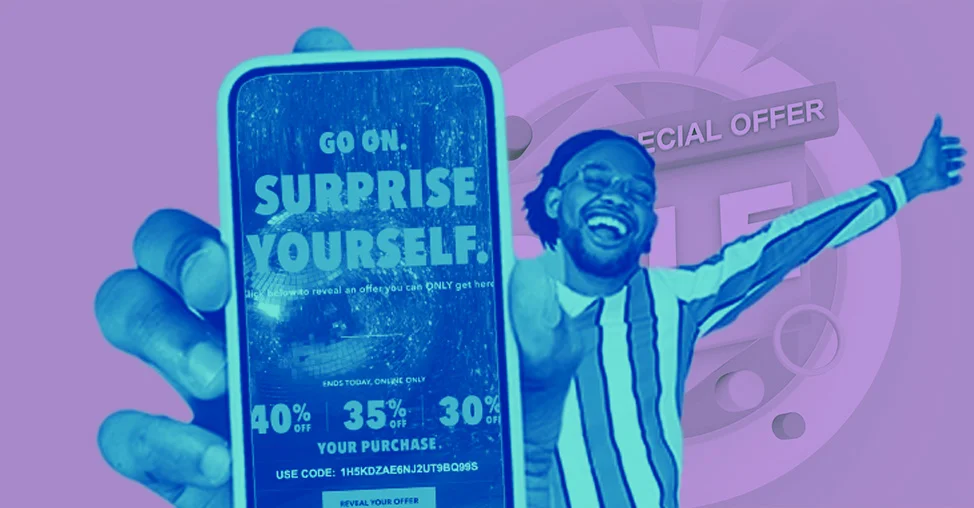 GO ON.
SURPRISE
YOURSELF.
Click below to reveal an offer you can ONLY get here
ENDS TODAY, ONLINE ONLY
40% OFF 35% OFF 30% OFF
YOUR PURCHASE.
USE CODE: 1H5KDZAE6NJ2UT9BQ99S
REVEAL YOUR OFFER
ECIAL OFFER
LE